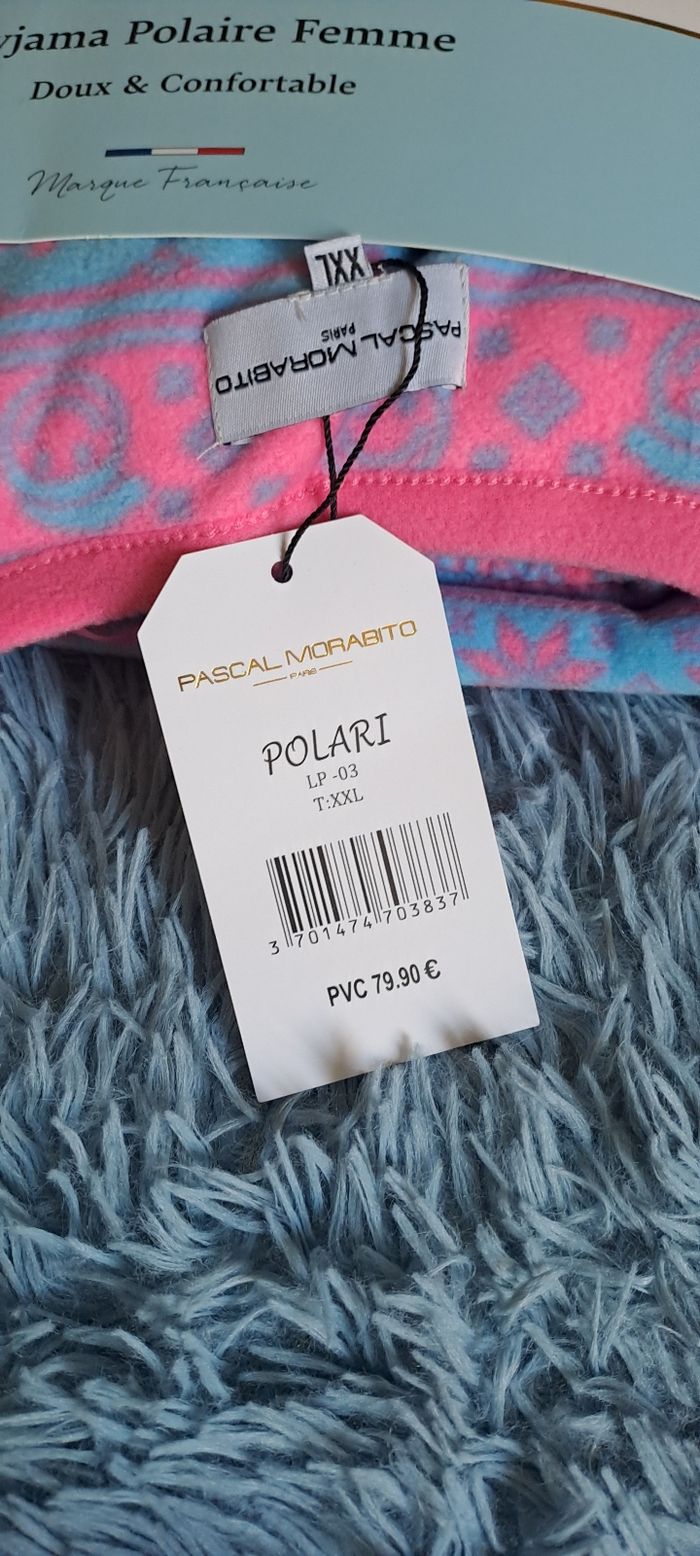 yjama Polaire Femme
Doux & Confortable
Marque Française
XXL
PASCAL MORABITO
PARIS
PASCAL MORABITO
PARIS
POLARI
LP -03
T:XXL
3 701474 703837
PVC 79.90 €